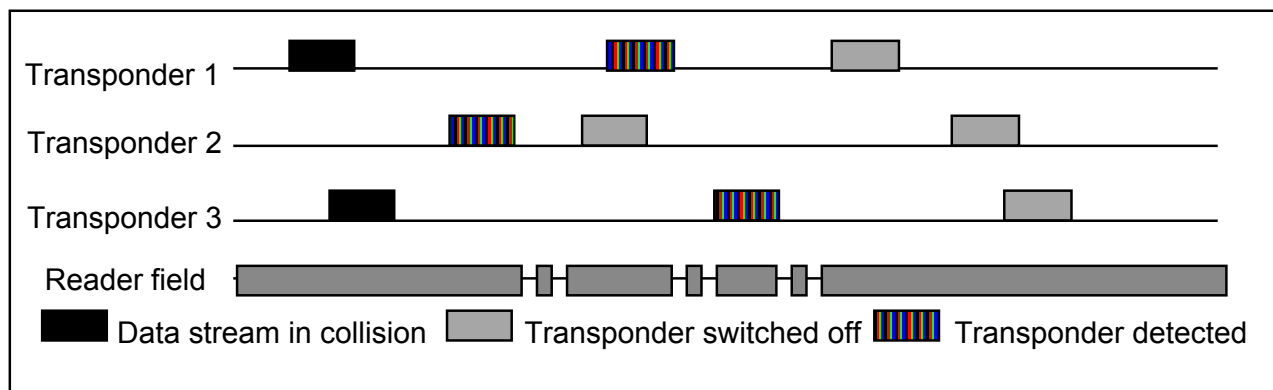 Transponder 1
Transponder 2
Transponder 3
Reader field
Data stream in collision Transponder switched off Transponder detected